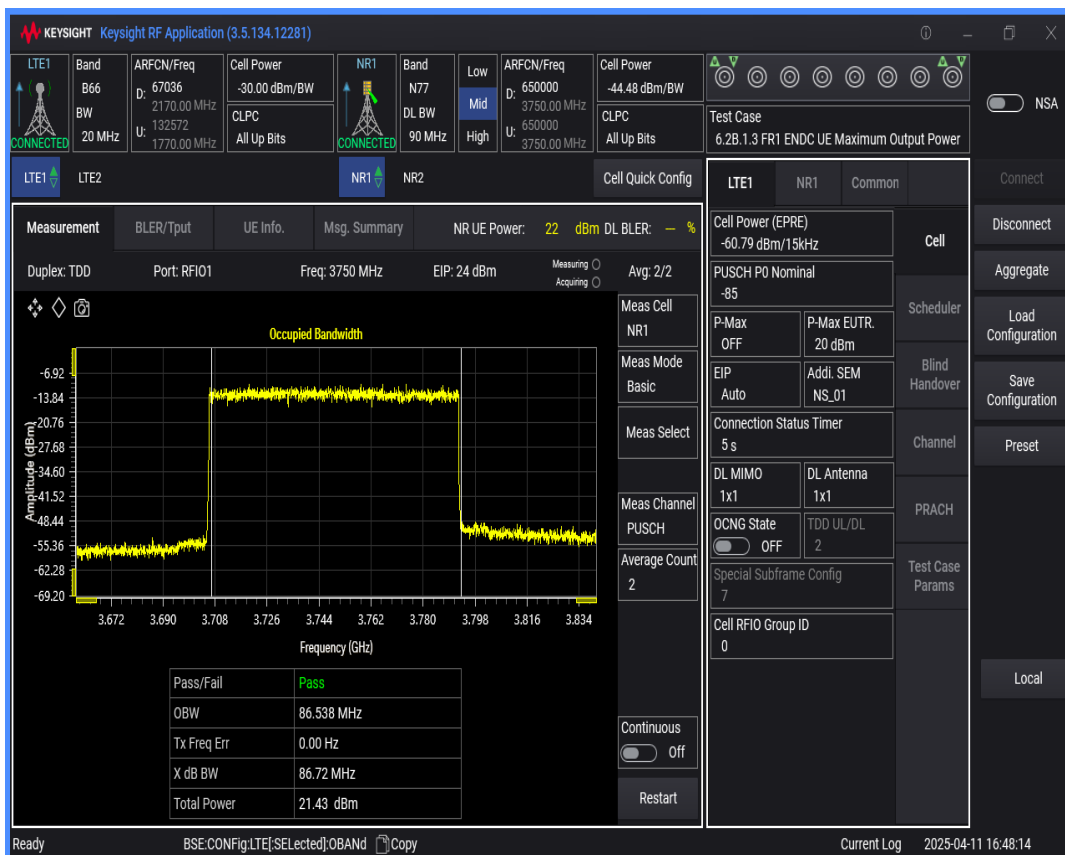 KEYSIGHT Keysight RF Application (3.5.134.12281)
LTE1
CONNECTED
Band
B66
BW
20 MHz
ARFCN/Freq
D: 67036
2170.00 MHz
U: 132572
1770.00 MHz
Cell Power
-30.00 dBm/BW
CLPC
All Up Bits
NR1
CONNECTED
Band
N77
DL BW
90 MHz
Low
Mid
High
ARFCN/Freq
D: 650000
3750.00 MHz
U: 650000
3750.00 MHz
Cell Power
-44.48 dBm/BW
CLPC
All Up Bits
Test Case
6.2B.1.3 FR1 ENDC UE Maximum Output Power
NSA
LTE1 LTE2 NR1 NR2 Cell Quick Config
Measurement BLER/Tput UE Info. Msg. Summary NR UE Power: 22 dBm DL BLER: — %
Duplex: TDD Port: RFIO1 Freq: 3750 MHz EIP: 24 dBm Measuring Acquiring Avg: 2/2
Occupied Bandwidth
Amplitude (dBm)
-6.92
-13.84
-20.76
-27.68
-34.60
-41.52
-48.44
-55.36
-62.28
-69.20
3.672 3.690 3.708 3.726 3.744 3.762 3.780 3.798 3.816 3.834
Frequency (GHz)
Pass/Fail Pass
OBW 86.538 MHz
Tx Freq Err 0.00 Hz
X dB BW 86.72 MHz
Total Power 21.43 dBm
Meas Cell
NR1
Meas Mode
Basic
Meas Select
Meas Channel
PUSCH
Average Count
2
Continuous
Off
Restart
LTE1 NR1 Common
Cell Power (EPRE)
-60.79 dBm/15kHz
PUSCH P0 Nominal
-85
P-Max
OFF
P-Max EUTR.
20 dBm
EIP
Auto
Addi. SEM
NS_01
Connection Status Timer
5 s
DL MIMO
1x1
DL Antenna
1x1
OCNG State
OFF
TDD UL/DL
2
Special Subframe Config
7
Cell RFIO Group ID
0
Cell
Scheduler
Blind
Handover
Channel
PRACH
Test Case
Params
Connect
Disconnect
Aggregate
Load
Configuration
Save
Configuration
Preset
Local
Ready BSE:CONFig:LTE[:SELected]:OBANd Copy Current Log 2025-04-11 16:48:14